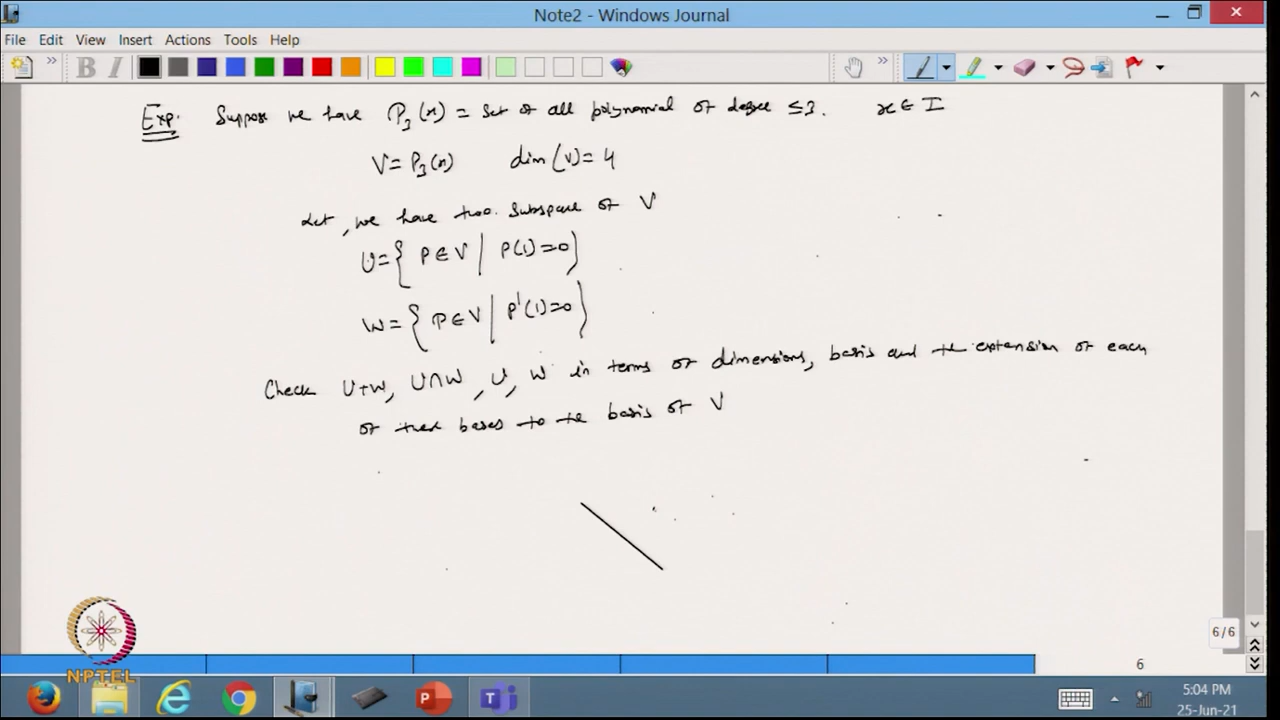 Note2 - Windows Journal
File Edit View Insert Actions Tools Help
Exp. Suppose we have P₃(x) = Set of all polynomial of degree ≤3. x ∈ I
V = P₃(x) dim(V) = 4
Let, we have two subspace of V
U = { P ∈ V | P(1)=0 }
W = { P ∈ V | P'(1)=0 }
Check U+W, U∩W, U, W in terms of dimensions, basis and the extension of each
of these bases to the basis of V
NPTEL
6/6
6
5:04 PM
25-Jun-21